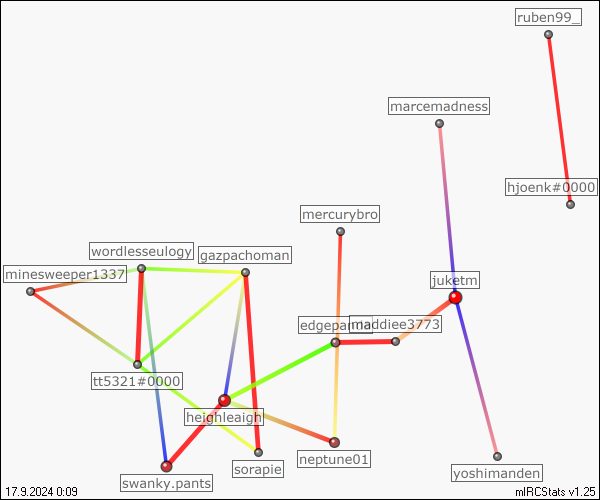 ruben99_
marcemadness
hjoenk#0000
mercurybro
wordlesseulogy
gazpachoman
minesweeper1337
juketm
maddiee3773
tt5321#0000
heighleaigh
neptune01
sorapie
swanky.pants
yoshimanden
17.9.2024 0:09
mIRCStats v1.25